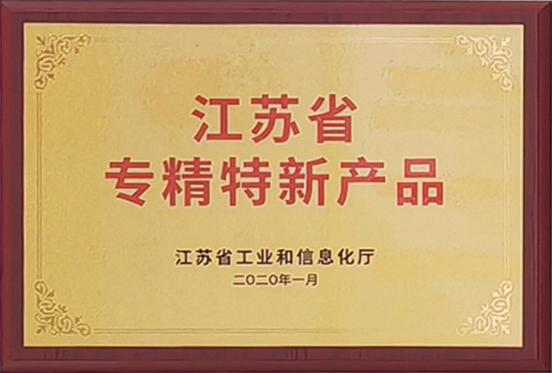 江苏省
专精特新产品
江苏省工业和信息化厅
二〇二〇年一月